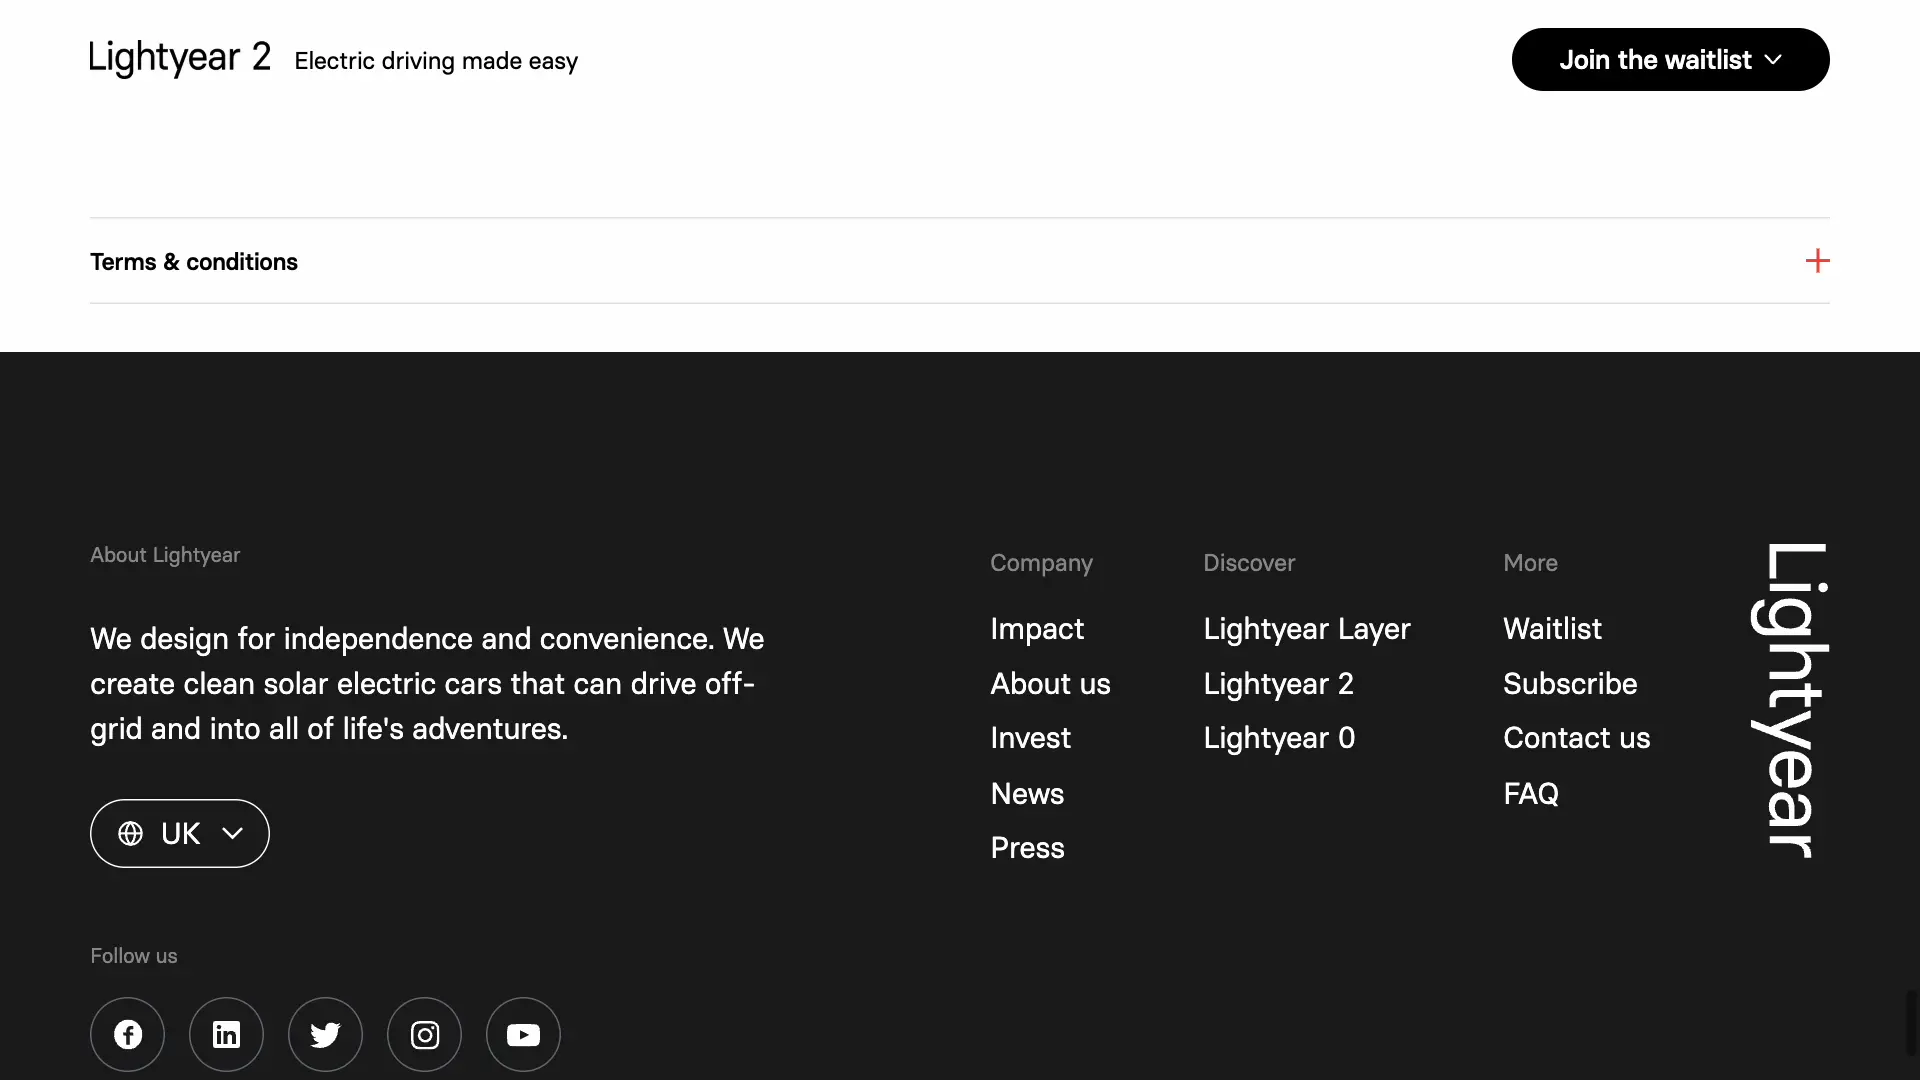 Lightyear 2 Electric driving made easy
Join the waitlist
Terms & conditions
About Lightyear
We design for independence and convenience. We
create clean solar electric cars that can drive off-
grid and into all of life's adventures.
UK
Follow us
Company
Impact
About us
Invest
News
Press
Discover
Lightyear Layer
Lightyear 2
Lightyear 0
More
Waitlist
Subscribe
Contact us
FAQ
Lightyear